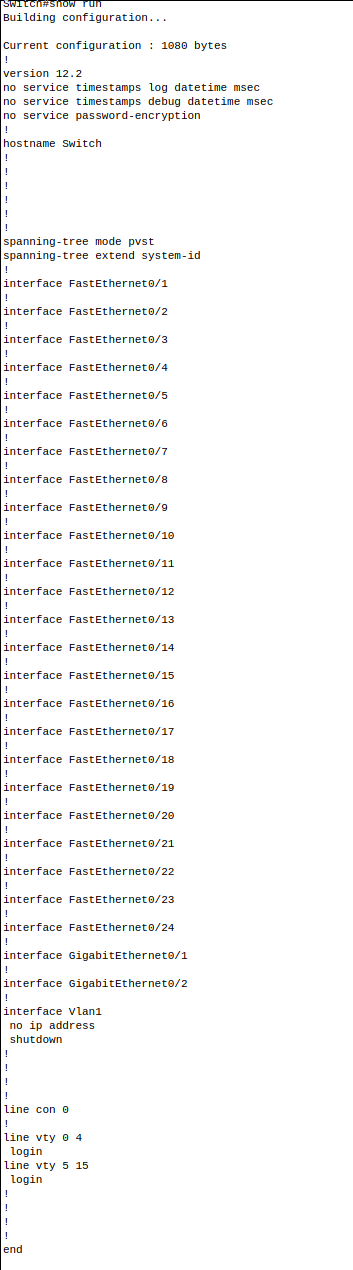 Switch#show run
Building configuration...

Current configuration : 1080 bytes
!
version 12.2
no service timestamps log datetime msec
no service timestamps debug datetime msec
no service password-encryption
!
hostname Switch
!
!
!
!
!
!
spanning-tree mode pvst
spanning-tree extend system-id
!
interface FastEthernet0/1
!
interface FastEthernet0/2
!
interface FastEthernet0/3
!
interface FastEthernet0/4
!
interface FastEthernet0/5
!
interface FastEthernet0/6
!
interface FastEthernet0/7
!
interface FastEthernet0/8
!
interface FastEthernet0/9
!
interface FastEthernet0/10
!
interface FastEthernet0/11
!
interface FastEthernet0/12
!
interface FastEthernet0/13
!
interface FastEthernet0/14
!
interface FastEthernet0/15
!
interface FastEthernet0/16
!
interface FastEthernet0/17
!
interface FastEthernet0/18
!
interface FastEthernet0/19
!
interface FastEthernet0/20
!
interface FastEthernet0/21
!
interface FastEthernet0/22
!
interface FastEthernet0/23
!
interface FastEthernet0/24
!
interface GigabitEthernet0/1
!
interface GigabitEthernet0/2
!
interface Vlan1
 no ip address
 shutdown
!
!
!
!
line con 0
!
line vty 0 4
 login
line vty 5 15
 login
!
!
!
!
end